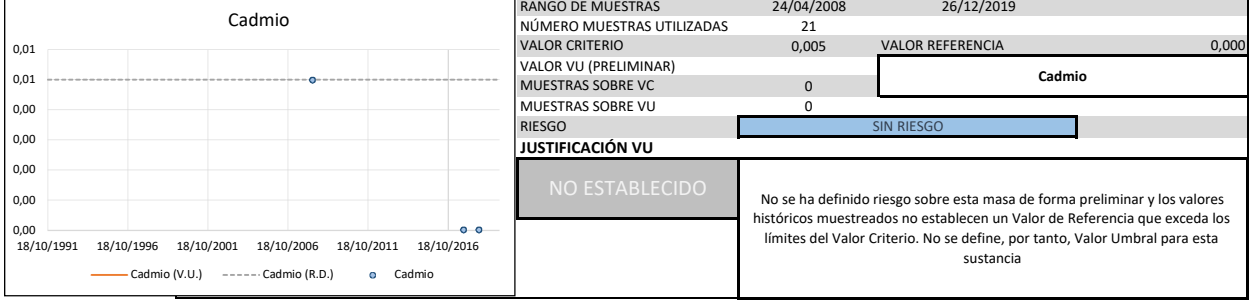 Cadmio
0,01
0,01
0,00
0,00
0,00
0,00
0,00
18/10/1991 18/10/1996 18/10/2001 18/10/2006 18/10/2011 18/10/2016
Cadmio (V.U.) Cadmio (R.D.) Cadmio
RANGO DE MUESTRAS 24/04/2008 26/12/2019
NÚMERO MUESTRAS UTILIZADAS 21
VALOR CRITERIO 0,005 VALOR REFERENCIA 0,000
VALOR VU (PRELIMINAR)
Cadmio
MUESTRAS SOBRE VC 0
MUESTRAS SOBRE VU 0
RIESGO SIN RIESGO
JUSTIFICACIÓN VU
NO ESTABLECIDO
No se ha definido riesgo sobre esta masa de forma preliminar y los valores
históricos muestreados no establecen un Valor de Referencia que exceda los
límites del Valor Criterio. No se define, por tanto, Valor Umbral para esta
sustancia